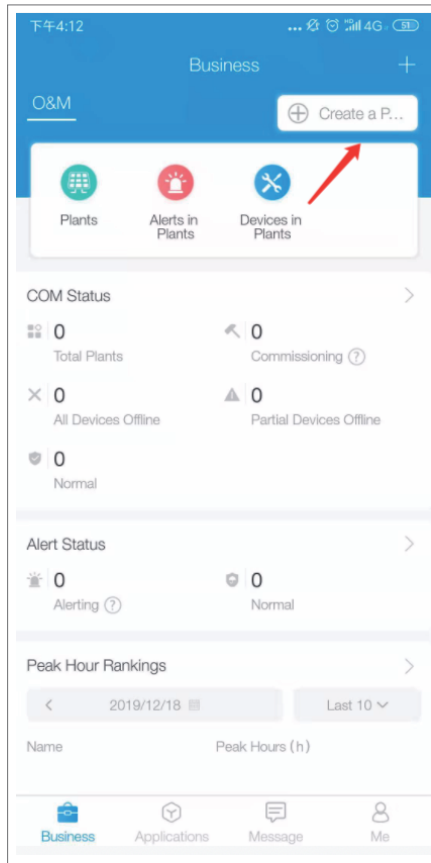 下午4:12
... 4G 51
Business
+
O&M
Create a P...
Plants
Alerts in
Plants
Devices in
Plants
COM Status
0
Total Plants
0
Commissioning ?
0
All Devices Offline
0
Partial Devices Offline
0
Normal
Alert Status
0
Alerting ?
0
Normal
Peak Hour Rankings
2019/12/18
Last 10
Name
Peak Hours (h)
Business
Applications
Message
Me